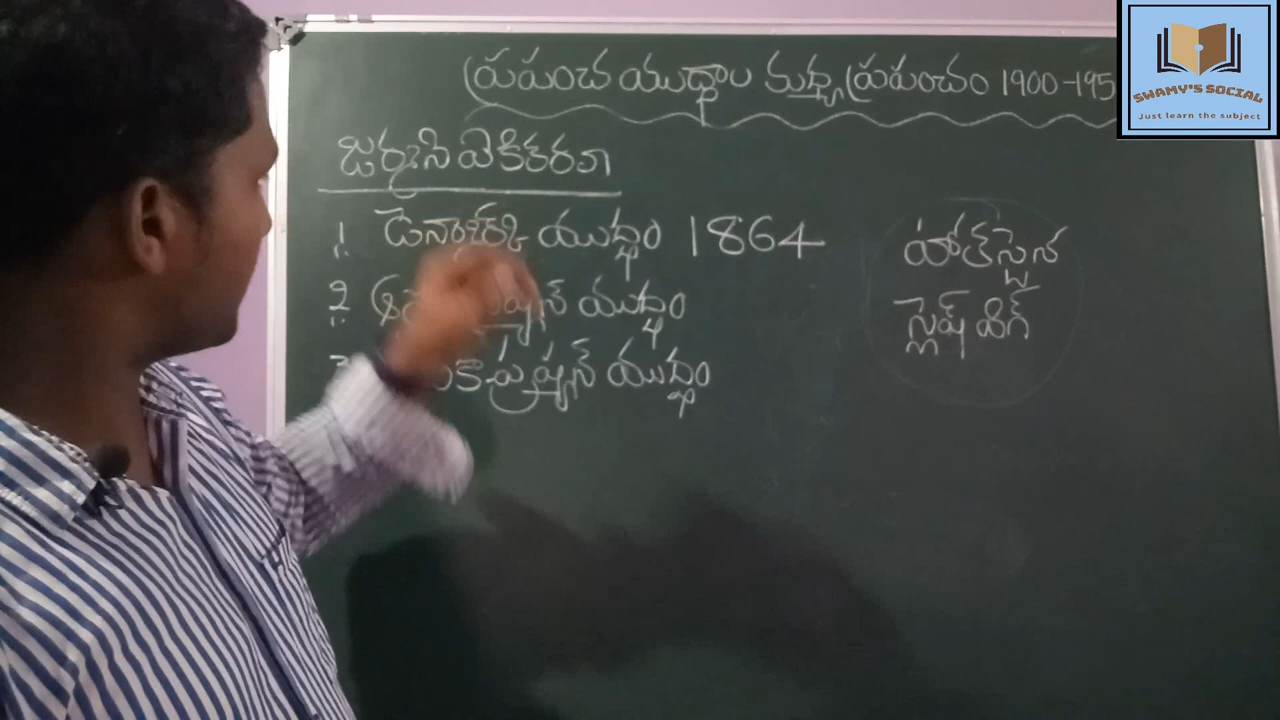 ప్రపంచ యుద్ధాల మధ్య ప్రపంచం 1900-195
SWAMY'S SOCIAL
Just learn the subject
జర్మని ఏకీకరణ
1. డెన్మార్క్ యుద్ధం 1864
హోల్ స్టైన
స్లెష్ విగ్
2. యుద్ధం
ప్రష్యన్ యుద్ధం